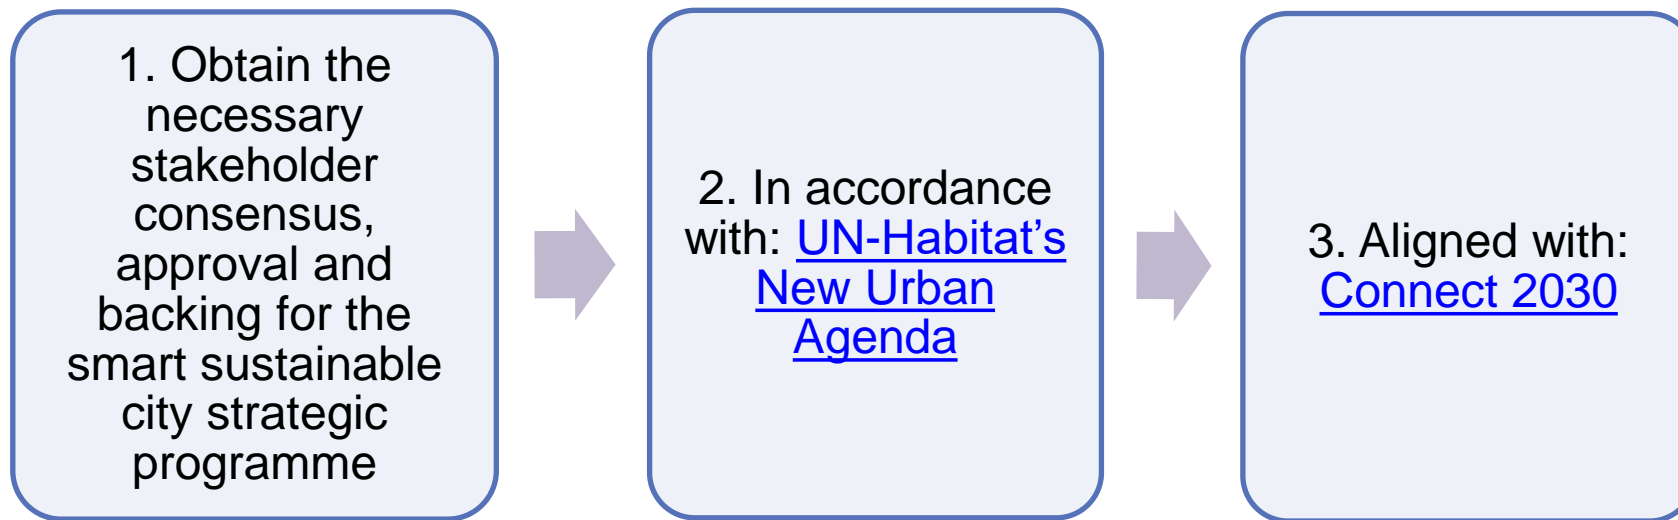 1. Obtain the
necessary
stakeholder
consensus,
approval and
backing for the
smart sustainable
city strategic
programme
2. In accordance
with: UN-Habitat’s
New Urban
Agenda
3. Aligned with:
Connect 2030